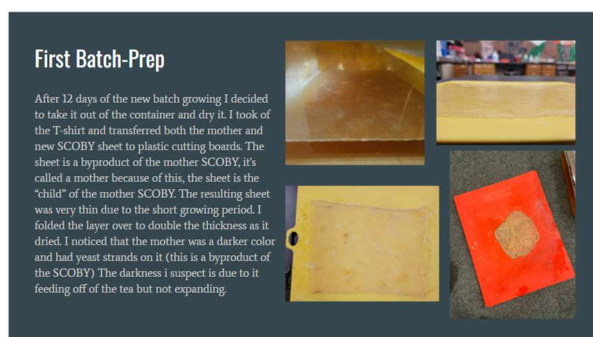 First Batch-Prep
After 12 days of the new batch growing I decided
to take it out of the container and dry it. I took of
the T-shirt and transferred both the mother and
new SCOBY sheet to plastic cutting boards. The
sheet is a byproduct of the mother SCOBY, it's
called a mother because of this, the sheet is the
“child” of the mother SCOBY. The resulting sheet
was very thin due to the short growing period. I
folded the layer over to double the thickness as it
dried. I noticed that the mother was a darker color
and had yeast strands on it (this is a byproduct of
the SCOBY) The darkness i suspect is due to it
feeding off of the tea but not expanding.